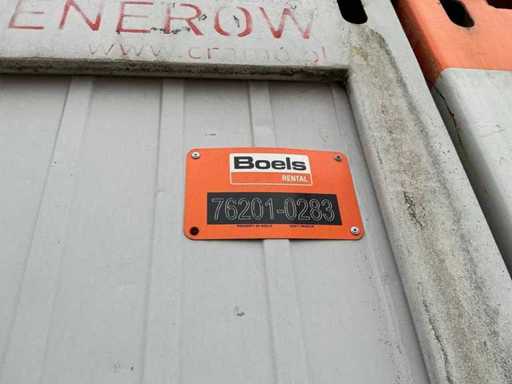 ENEROW
Boels
RENTAL
76201-0283